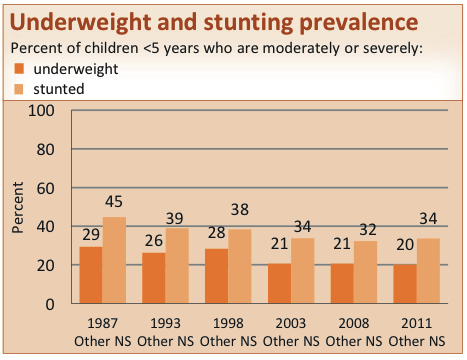 Underweight and stunting prevalence
Percent of children <5 years who are moderately or severely:
underweight
stunted
100
80
60
40
20
0
Percent
29
45
26
39
28
38
21
34
21
32
20
34
1987
Other NS
1993
Other NS
1998
Other NS
2003
Other NS
2008
Other NS
2011
Other NS